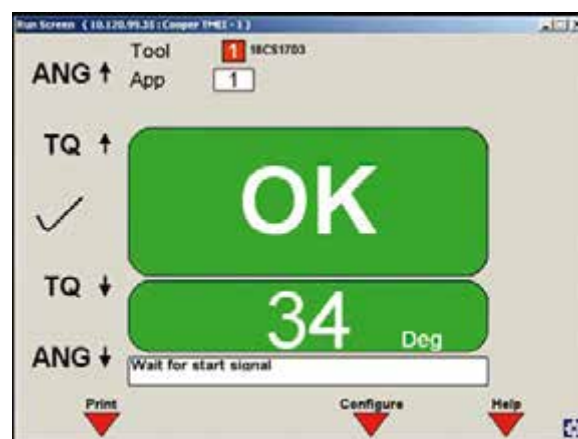 Run Screen ( 10.120.99.35 : Cooper TMEI - 1 )
Tool 1 18CS1703
ANG
App 1
TQ
OK
TQ
34 Deg
ANG
Wait for start signal
Print Configure Help